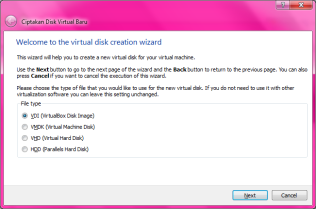 Ciptakan Disk Virtual Baru
Welcome to the virtual disk creation wizard
This wizard will help you to create a new virtual disk for your virtual machine.
Use the Next button to go to the next page of the wizard and the Back button to return to the previous page. You can also
press Cancel if you want to cancel the execution of this wizard.
Please choose the type of file that you would like to use for the new virtual disk. If you do not need to use it with other
virtualization software you can leave this setting unchanged.
File type
VDI (VirtualBox Disk Image)
VMDK (Virtual Machine Disk)
VHD (Virtual Hard Disk)
HDD (Parallels Hard Disk)
Next
Cancel